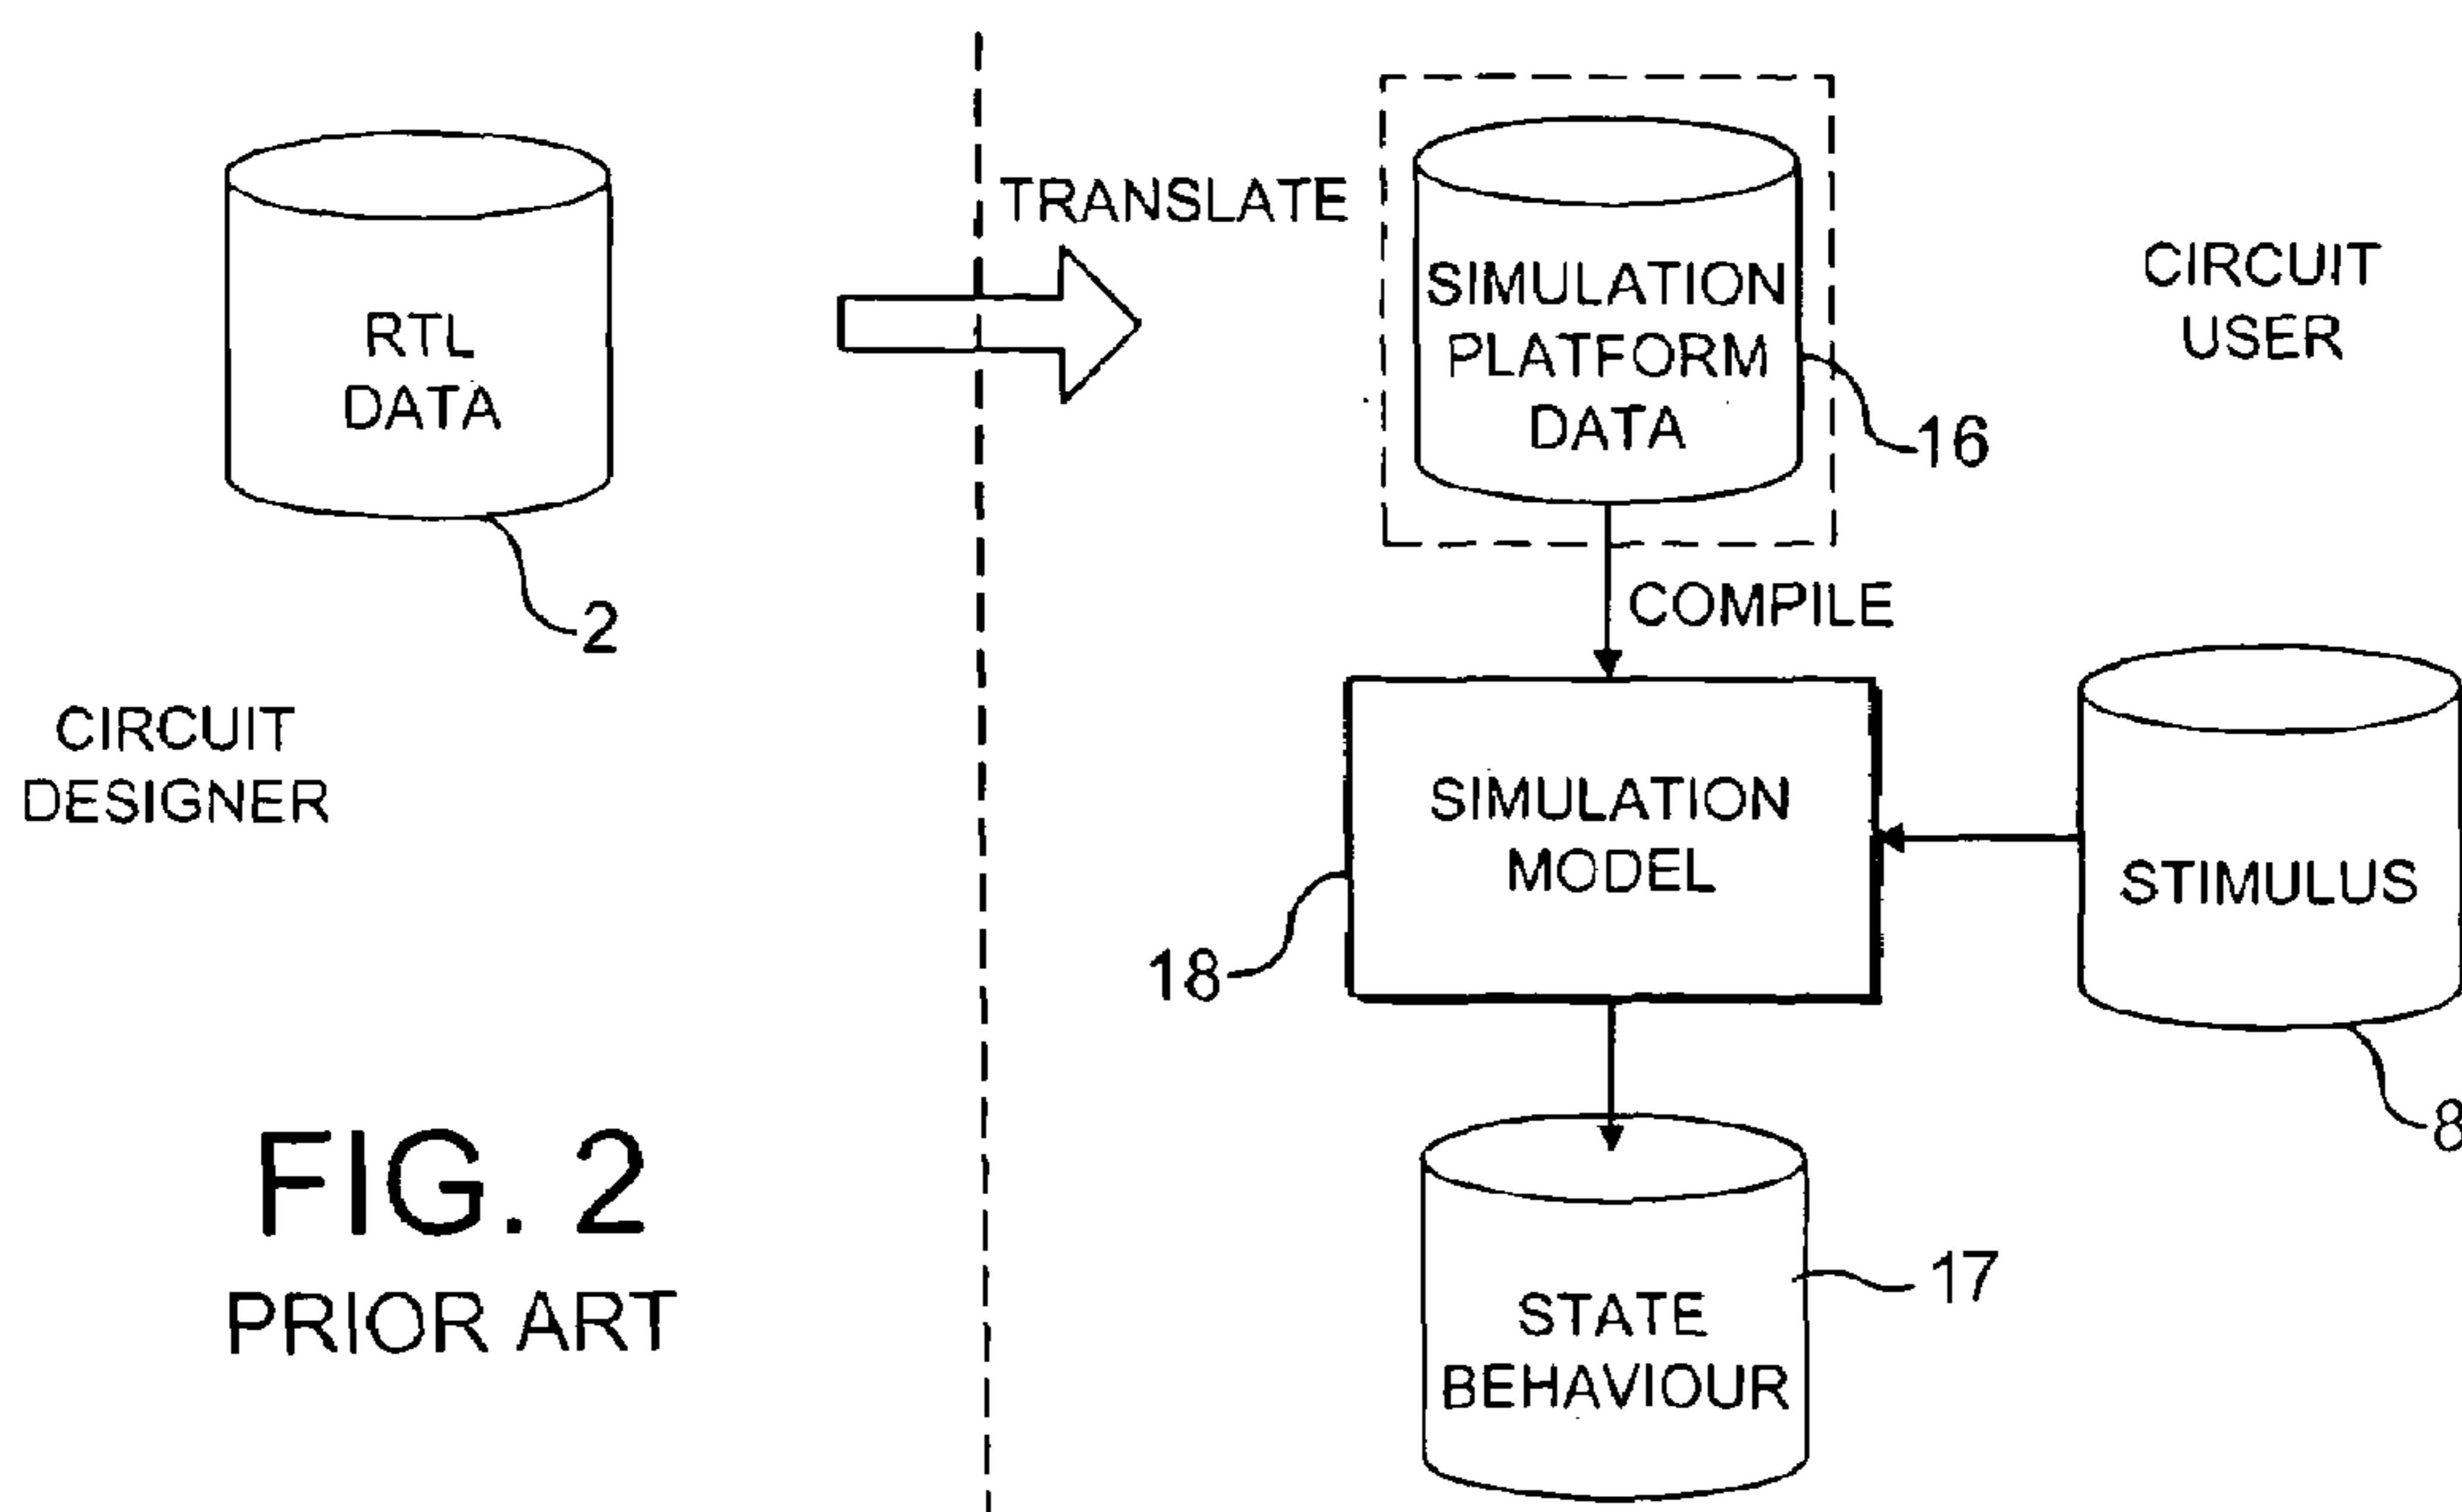 TRANSLATE
RTL
DATA
2
CIRCUIT
DESIGNER
SIMULATION
PLATFORM
DATA
16
CIRCUIT
USER
COMPILE
SIMULATION
MODEL
18
STIMULUS
8
STATE
BEHAVIOUR
17
FIG. 2
PRIOR ART